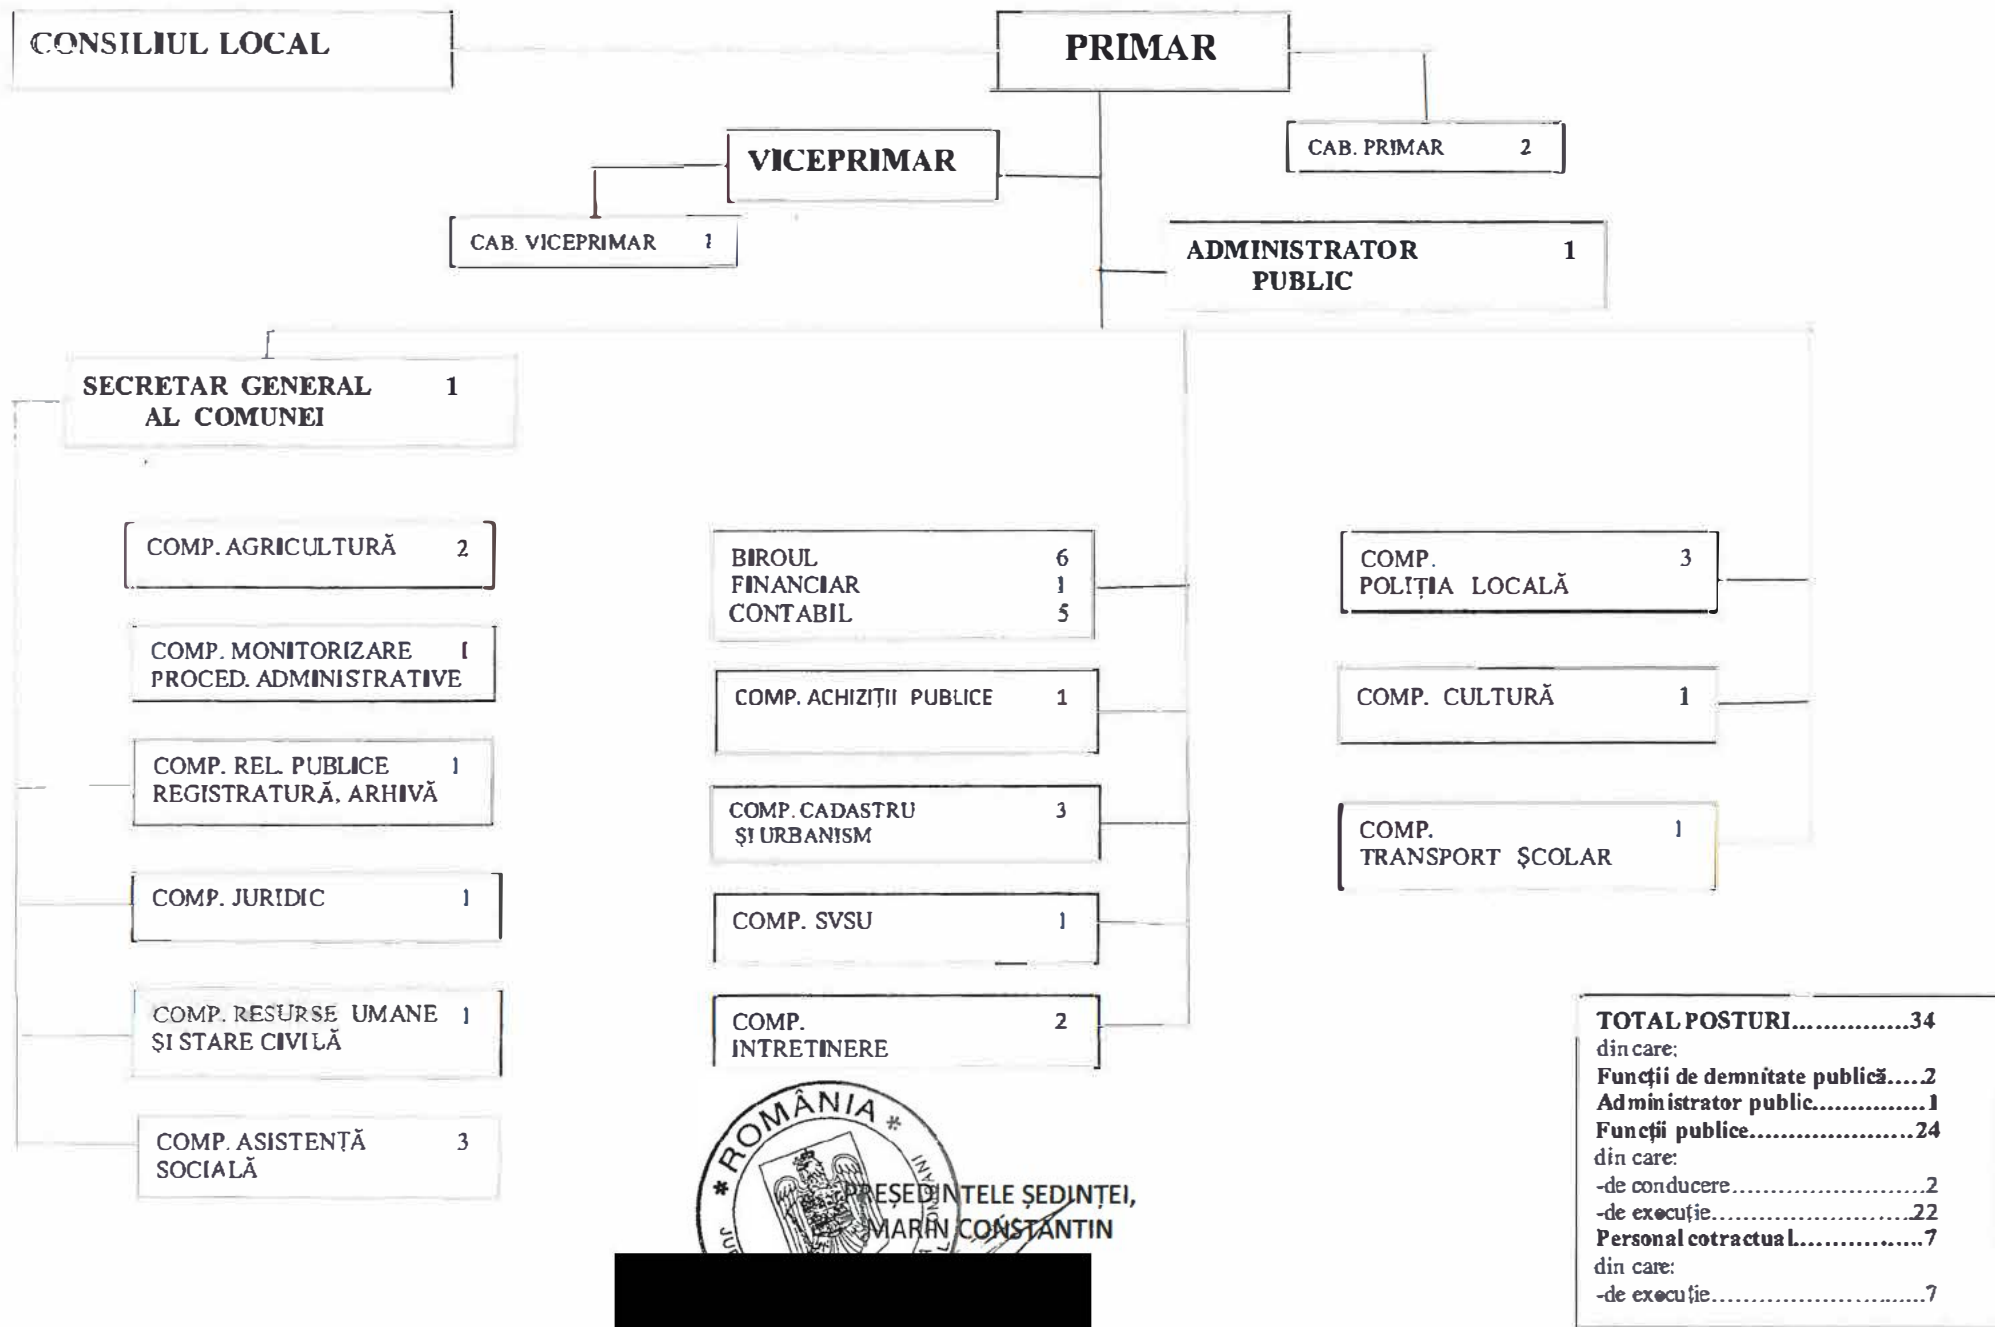 CONSILIUL LOCAL
PRIMAR
CAB. PRIMAR 2
VICEPRIMAR
CAB. VICEPRIMAR 1
ADMINISTRATOR 1
PUBLIC
SECRETAR GENERAL 1
AL COMUNEI
COMP. AGRICULTURĂ 2
COMP. MONITORIZARE 1
PROCED. ADMINISTRATIVE
COMP. REL. PUBLICE 1
REGISTRATURĂ, ARHIVĂ
COMP. JURIDIC 1
COMP. RESURSE UMANE 1
ȘI STARE CIVILĂ
COMP. ASISTENȚĂ 3
SOCIALĂ
BIROUL 6
FINANCIAR 1
CONTABIL 5
COMP. ACHIZIȚII PUBLICE 1
COMP. CADASTRU 3
ȘI URBANISM
COMP. SVSU 1
COMP. 2
INTRETINERE
COMP. 3
POLIȚIA LOCALĂ
COMP. CULTURĂ 1
COMP. 1
TRANSPORT ȘCOLAR
* ROMÂNIA *
PREȘEDINTELE ȘEDINȚEI,
MARIN CONSTANTIN
TOTAL POSTURI...............34
din care:
Funcții de demnitate publică.....2
Administrator public...............1
Funcții publice......................24
din care:
-de conducere.........................2
-de execuție.........................22
Personal cotractual.................7
din care:
-de execuție...........................7